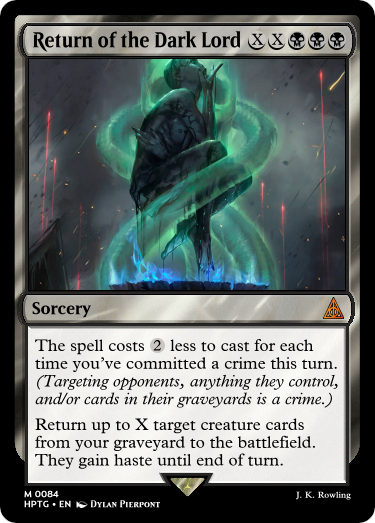 Return of the Dark Lord XXBBB
Sorcery
The spell costs 2 less to cast for each
time you've committed a crime this turn.
(Targeting opponents, anything they control,
and/or cards in their graveyards is a crime.)
Return up to X target creature cards
from your graveyard to the battlefield.
They gain haste until end of turn.
M 0084
HPTG • EN Dylan Pierpont
J. K. Rowling